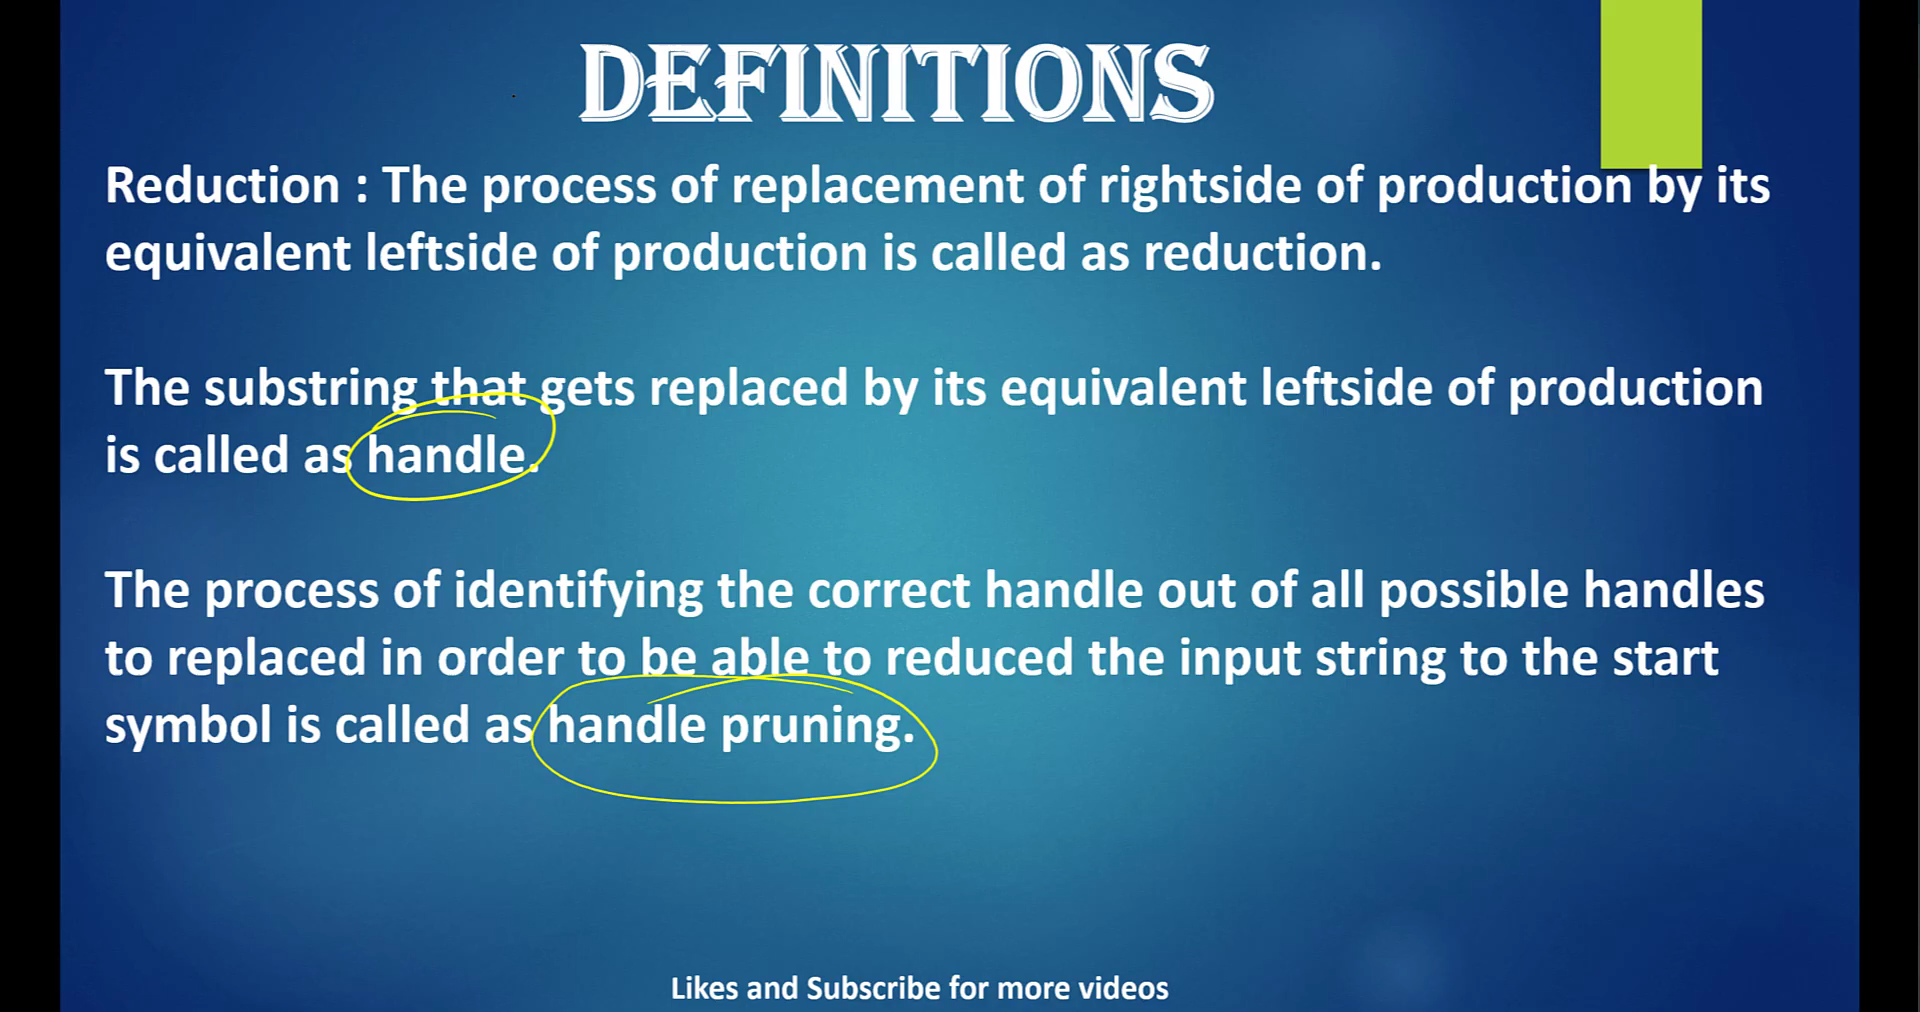 DEFINITIONS
Reduction : The process of replacement of rightside of production by its
equivalent leftside of production is called as reduction.
The substring that gets replaced by its equivalent leftside of production
is called as handle.
The process of identifying the correct handle out of all possible handles
to replaced in order to be able to reduced the input string to the start
symbol is called as handle pruning.
Likes and Subscribe for more videos